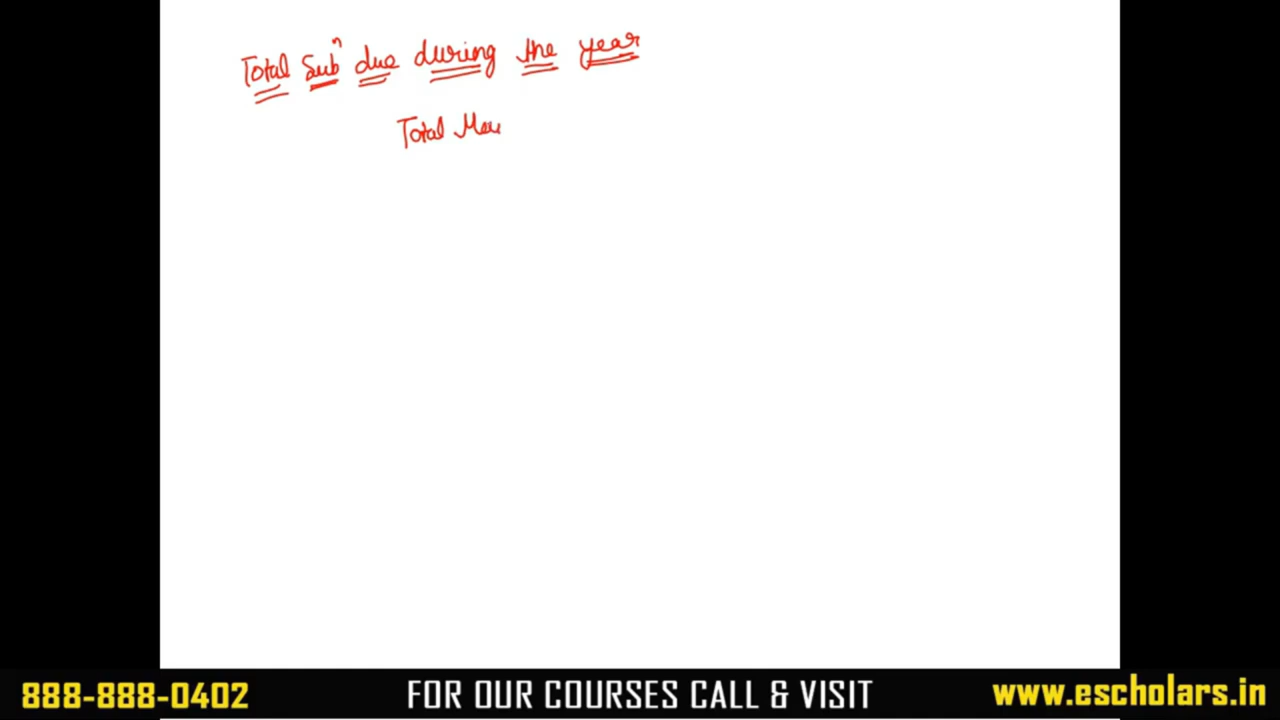 Total Subⁿ due during the year
Total Mem
888-888-0402 FOR OUR COURSES CALL & VISIT www.escholars.in